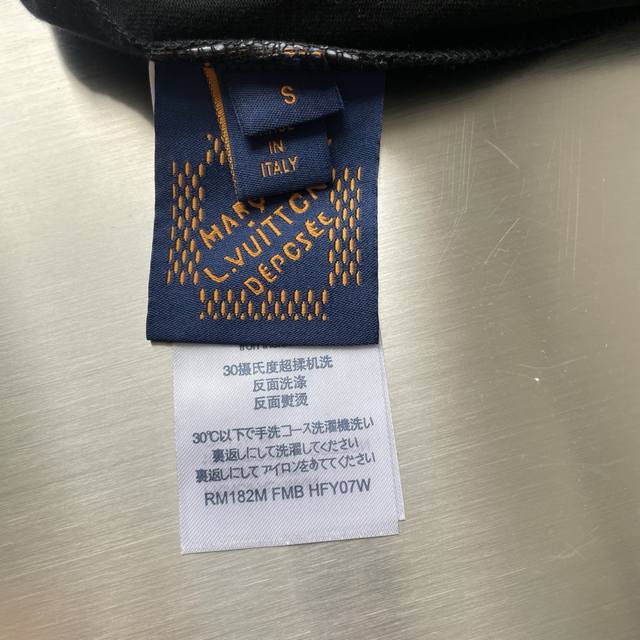 S
IN
ITALY
L.VUITTON
DÉPOSÉE
30摄氏度超揉机洗
反面洗涤
反面熨烫
30℃以下で手洗コース洗濯機洗い
裏返しにして洗濯してください
裏返しにしてアイロンをあててください
RM182M FMB HFY07W